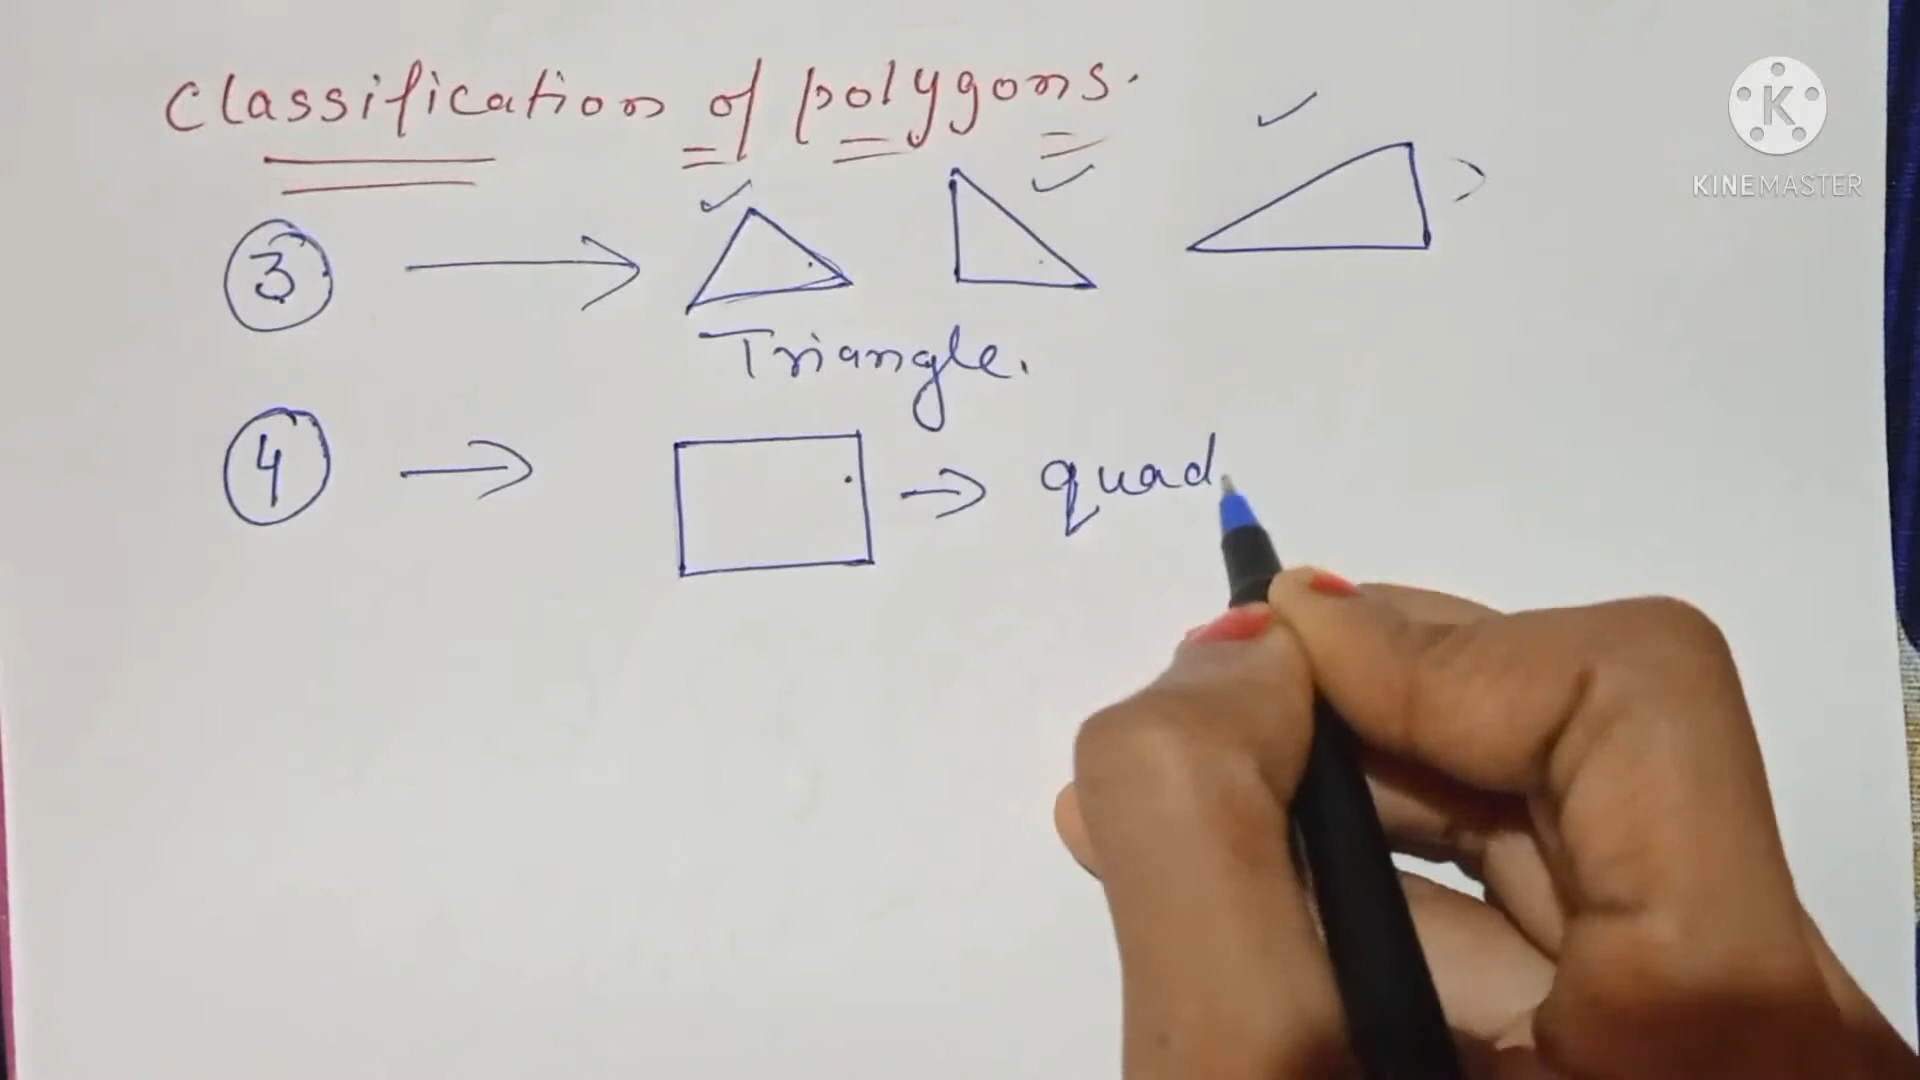 Classification of polygons.
K
KINEMASTER
3
Triangle.
4
quad